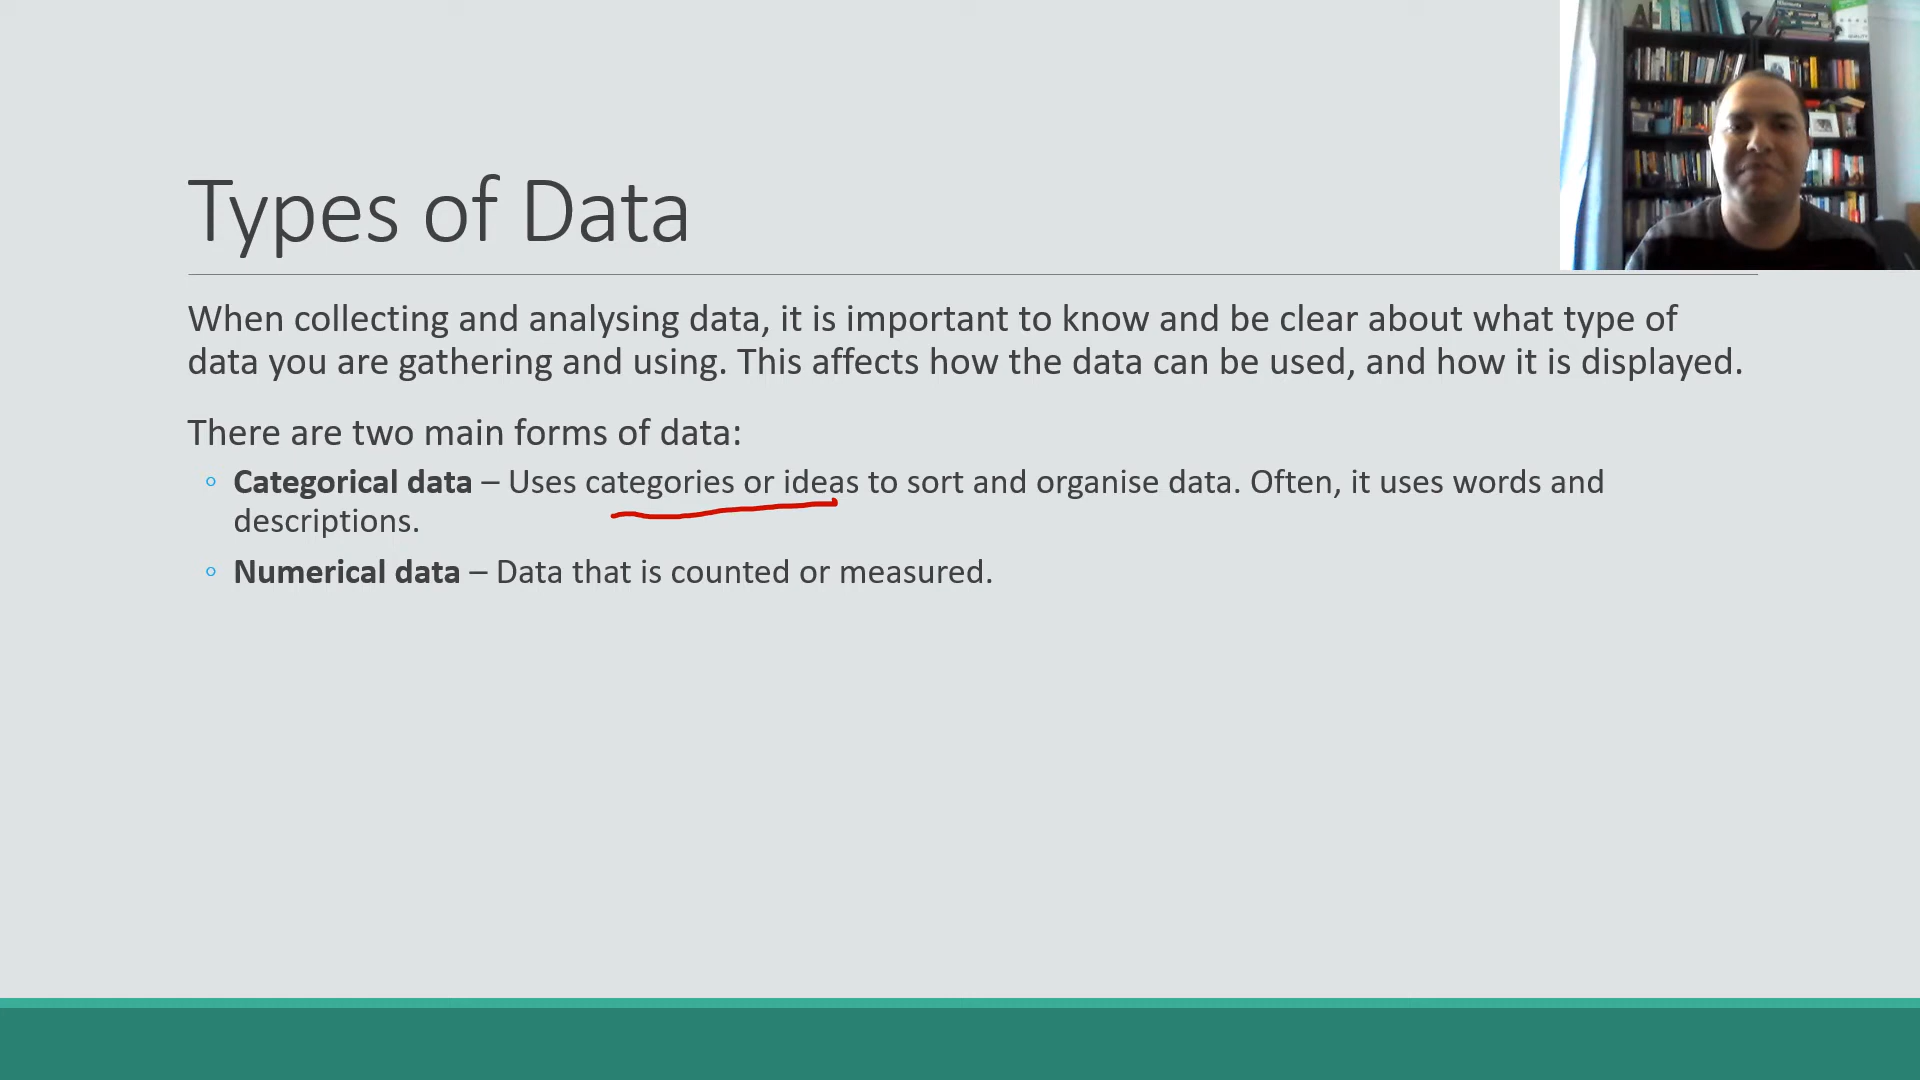 Types of Data
When collecting and analysing data, it is important to know and be clear about what type of
data you are gathering and using. This affects how the data can be used, and how it is displayed.
There are two main forms of data:
◦ Categorical data – Uses categories or ideas to sort and organise data. Often, it uses words and
descriptions.
◦ Numerical data – Data that is counted or measured.